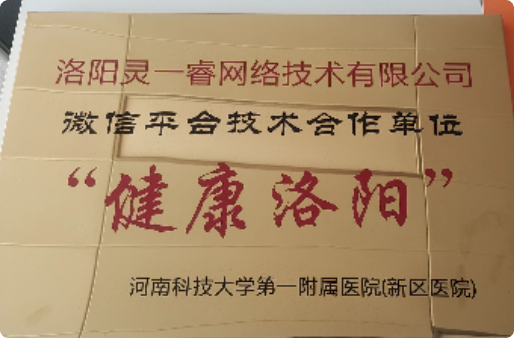 洛阳灵一睿网络技术有限公司
微信平台技术合作单位
“健康洛阳”
河南科技大学第一附属医院(新区医院)